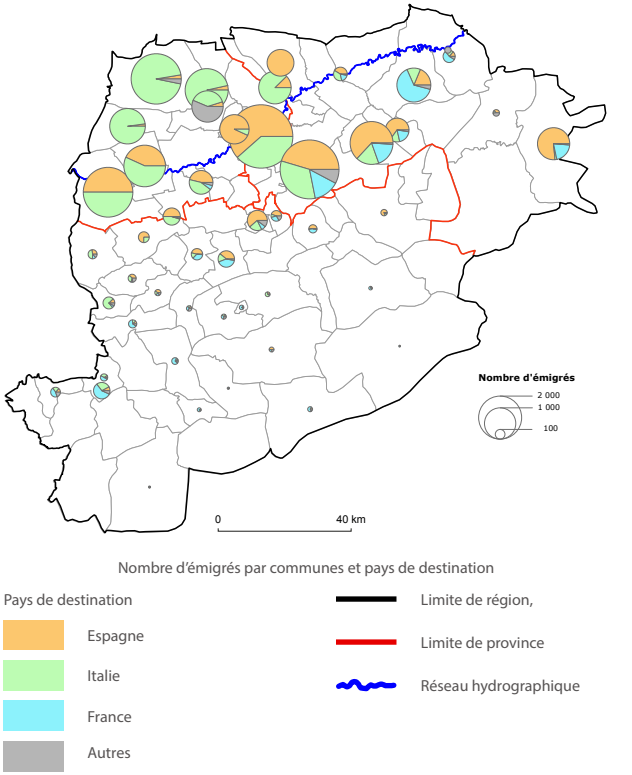 Nombre d'émigrés
2 000
1 000
100
0 40 km
Nombre d'émigrés par communes et pays de destination
Pays de destination
Limite de région,
Espagne
Limite de province
Italie
Réseau hydrographique
France
Autres